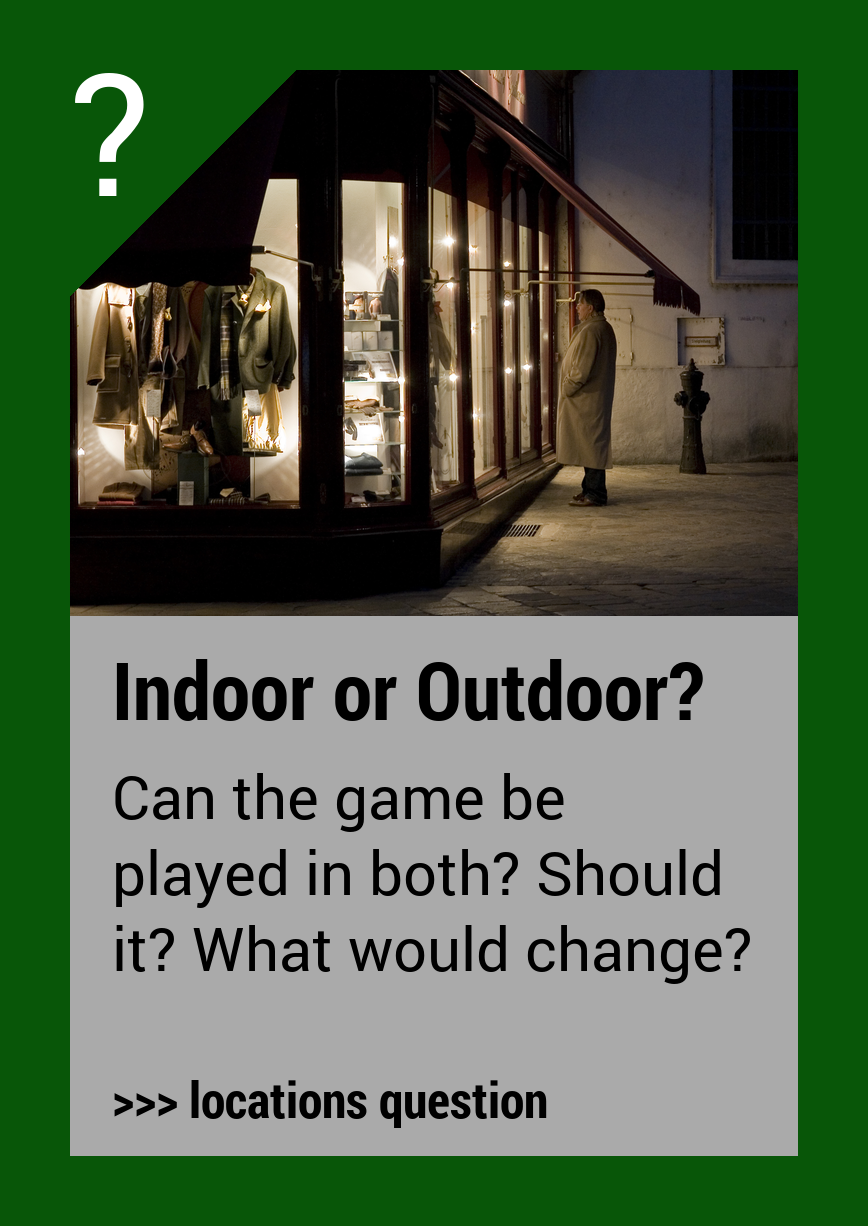 ?
Indoor or Outdoor?
Can the game be
played in both? Should
it? What would change?
>>> locations question